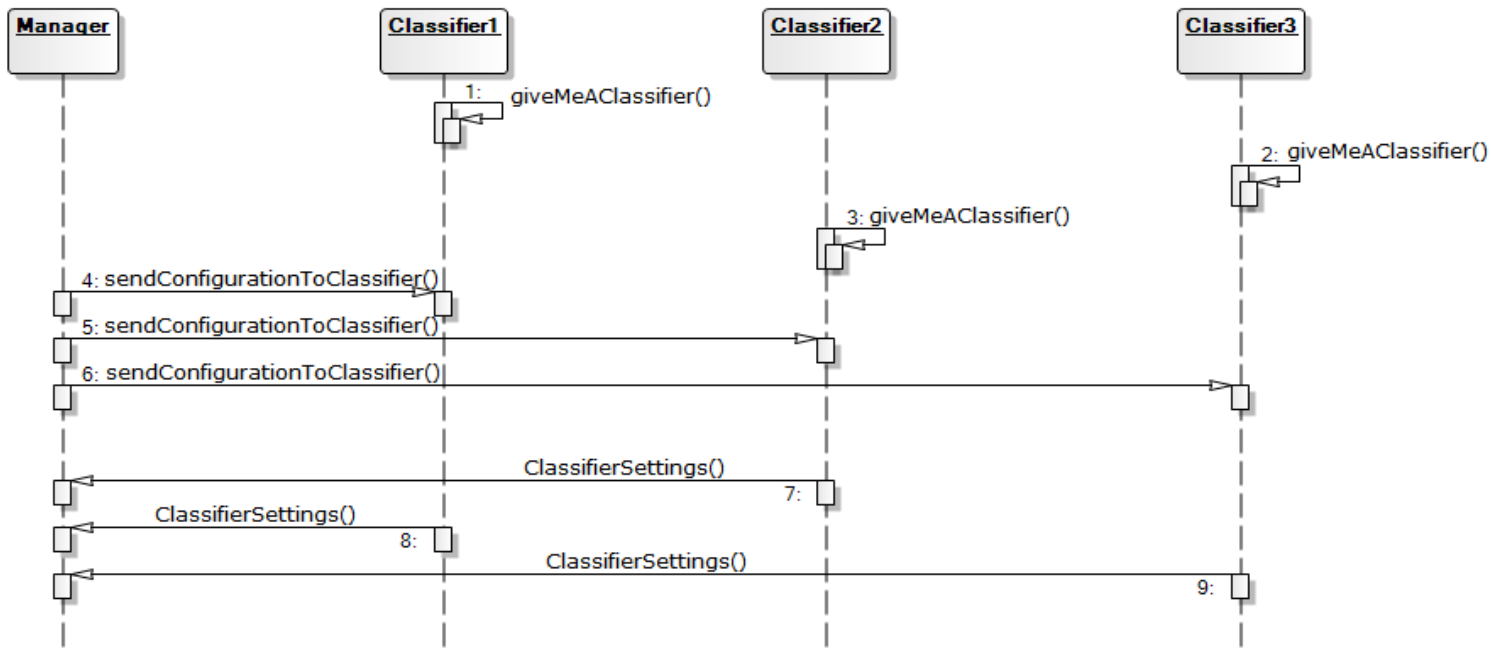 Manager
Classifier1
Classifier2
Classifier3
1: giveMeAClassifier()
2: giveMeAClassifier()
3: giveMeAClassifier()
4: sendConfigurationToClassifier()
5: sendConfigurationToClassifier()
6: sendConfigurationToClassifier()
ClassifierSettings()
7:
ClassifierSettings()
8:
ClassifierSettings()
9: